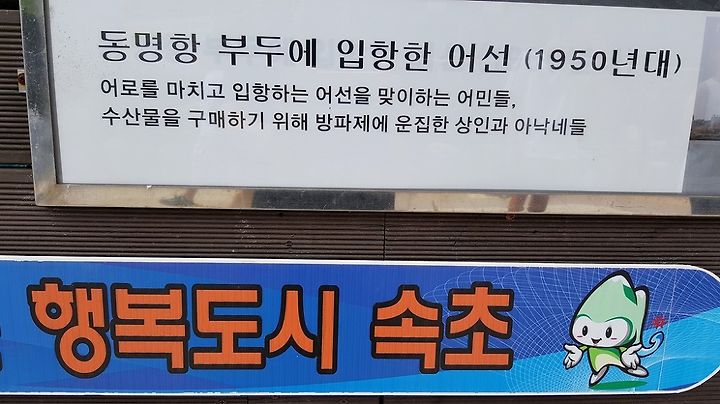 동명항 부두에 입항한 어선 (1950년대)
어로를 마치고 입항하는 어선을 맞이하는 어민들,
수산물을 구매하기 위해 방파제에 운집한 상인과 아낙네들
행복도시 속초